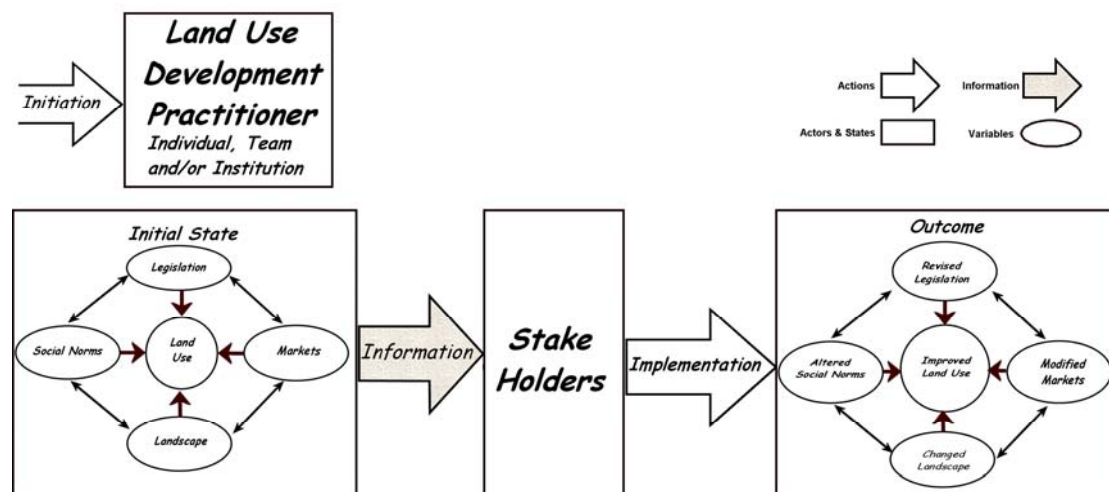 Land Use
Development
Practitioner
Individual, Team
and/or Institution
Initiation
Actions
Information
Actors & States
Variables
Initial State
Legislation
Social Norms
Land
Use
Markets
Landscape
Information
Stake
Holders
Implementation
Outcome
Revised
Legislation
Altered
Social Norms
Improved
Land Use
Modified
Markets
Changed
Landscape